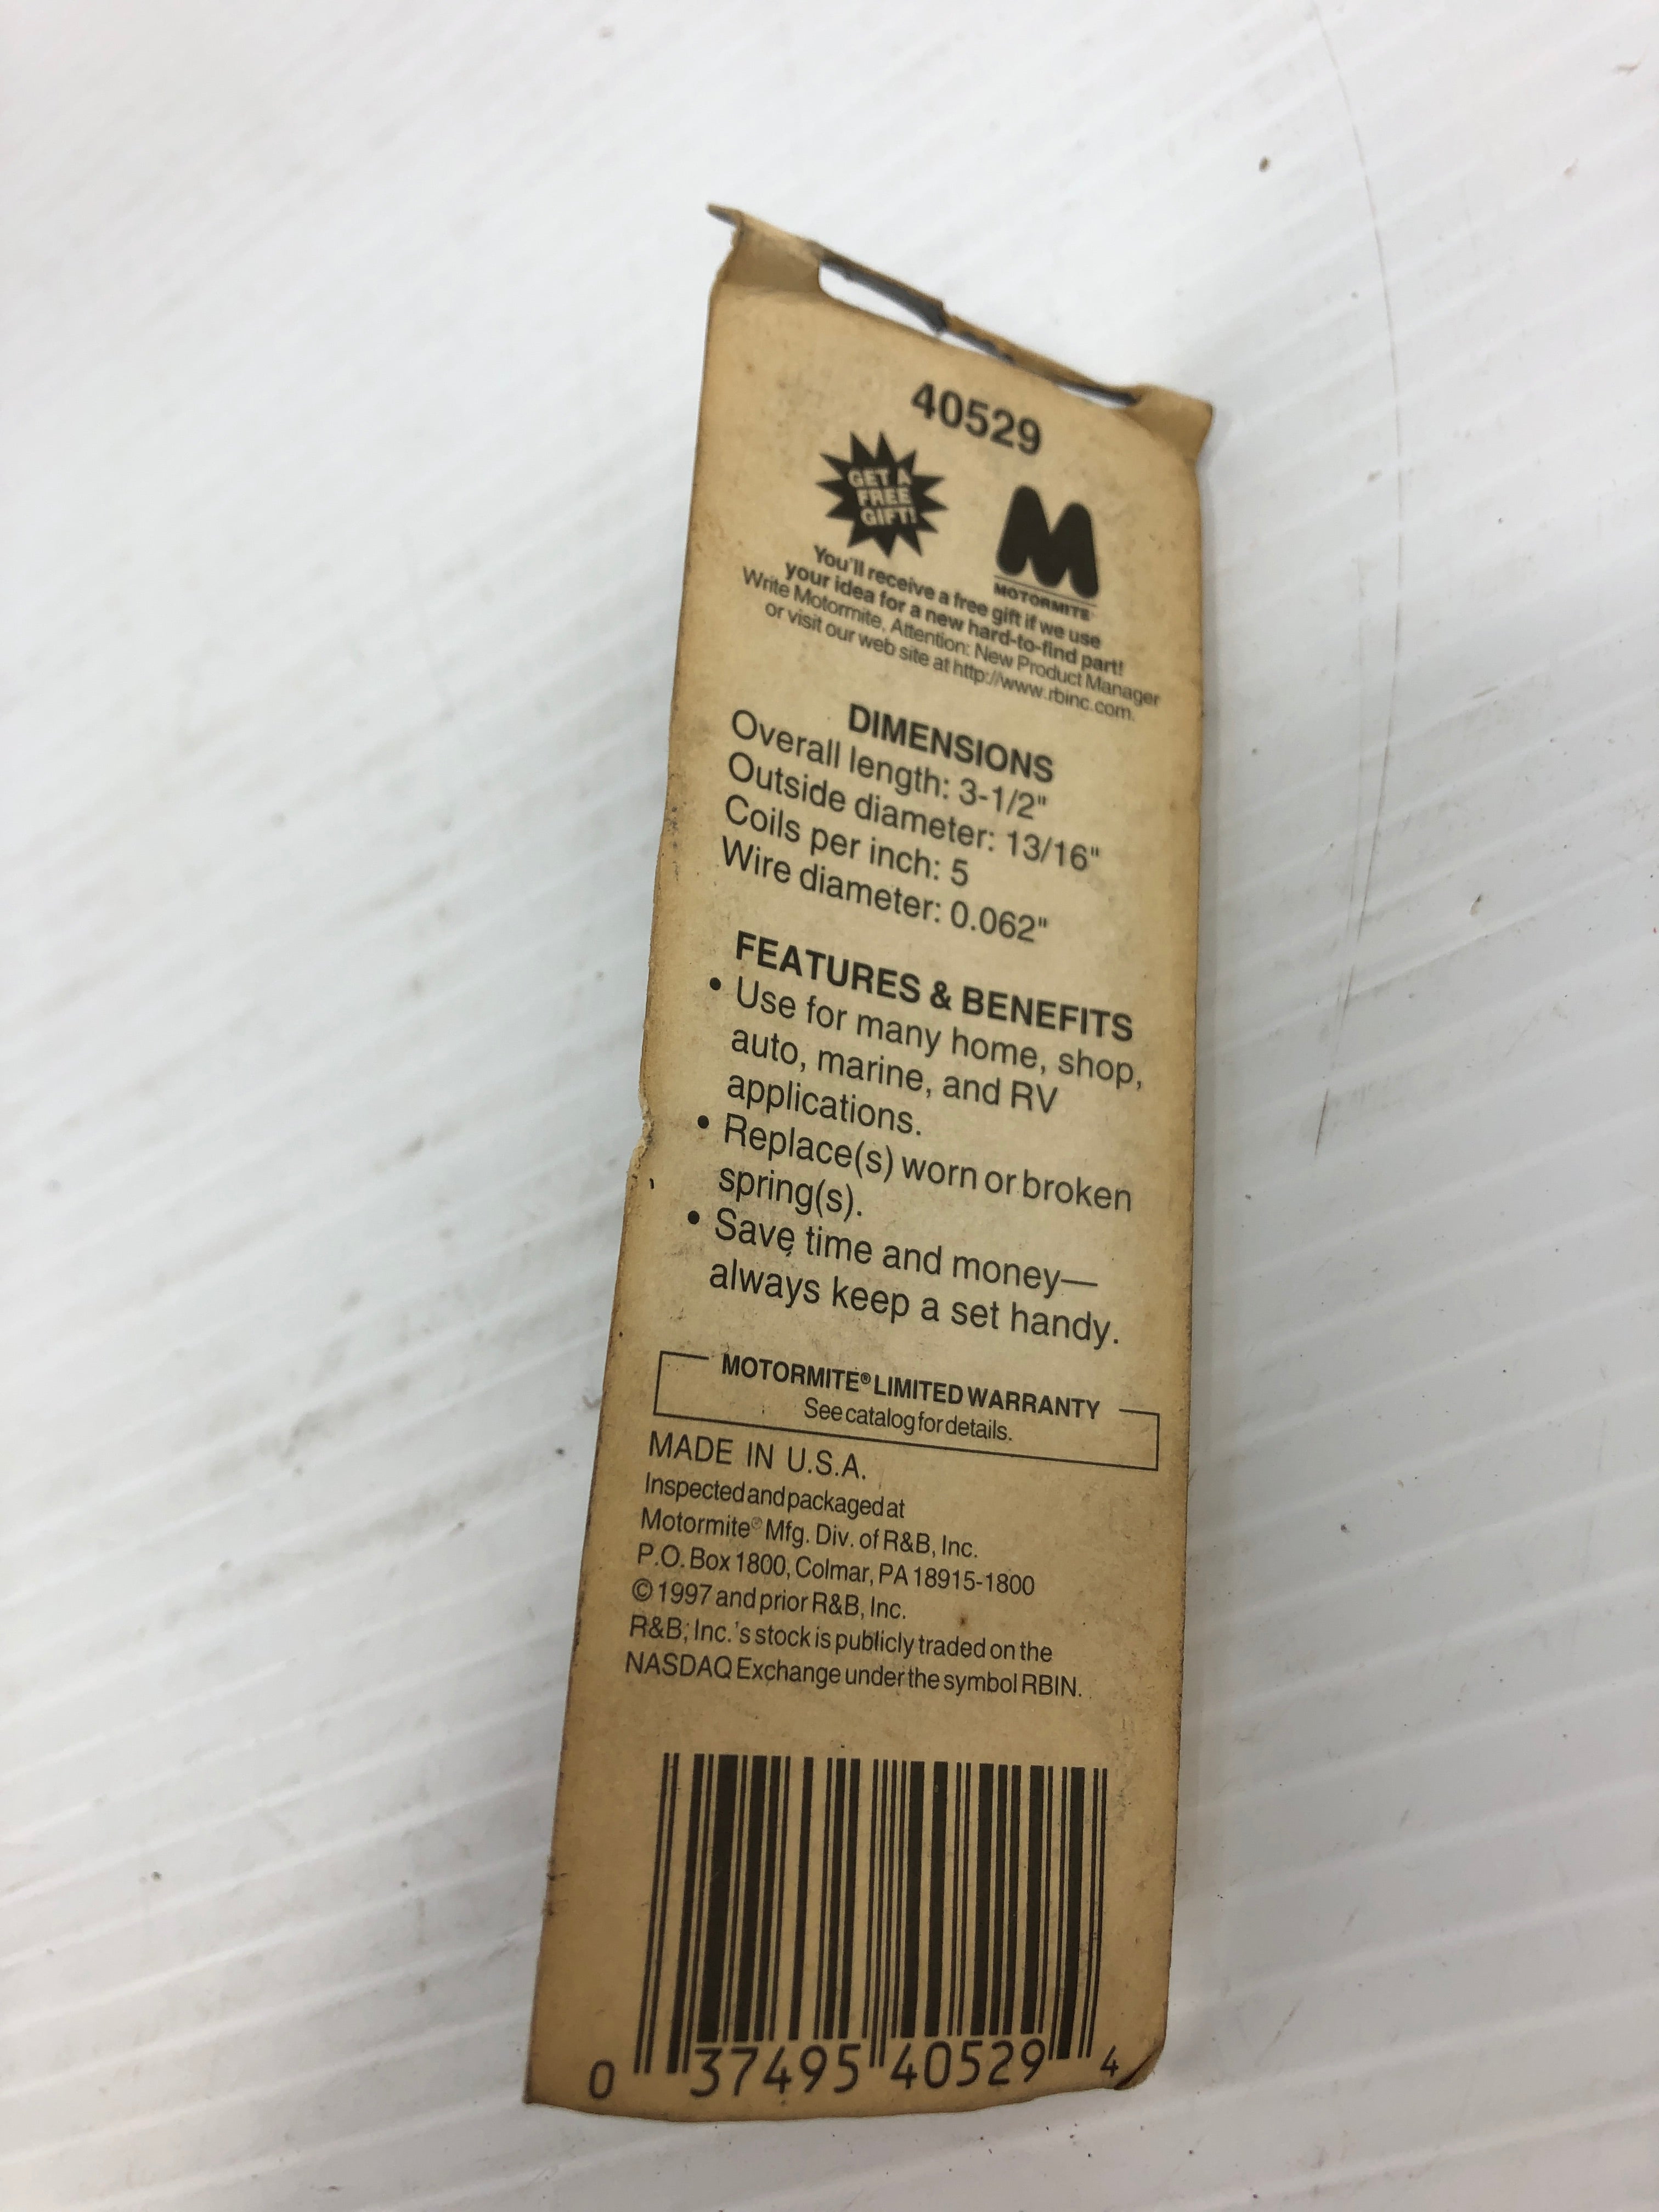 40529
GET A
FREE
GIFT!
MOTORMITE
You'll receive a free gift if we use
your idea for a new hard-to-find part!
Write Motormite, Attention: New Product Manager
or visit our web site at http://www.rbinc.com.
DIMENSIONS
Overall length: 3-1/2"
Outside diameter: 13/16"
Coils per inch: 5
Wire diameter: 0.062"
FEATURES & BENEFITS
• Use for many home, shop,
auto, marine, and RV
applications.
• Replace(s) worn or broken
spring(s).
• Save time and money—
always keep a set handy.
MOTORMITE® LIMITED WARRANTY
See catalog for details.
MADE IN U.S.A.
Inspected and packaged at
Motormite® Mfg. Div. of R&B, Inc.
P.O. Box 1800, Colmar, PA 18915-1800
© 1997 and prior R&B, Inc.
R&B, Inc.'s stock is publicly traded on the
NASDAQ Exchange under the symbol RBIN.
0 37495 40529 4